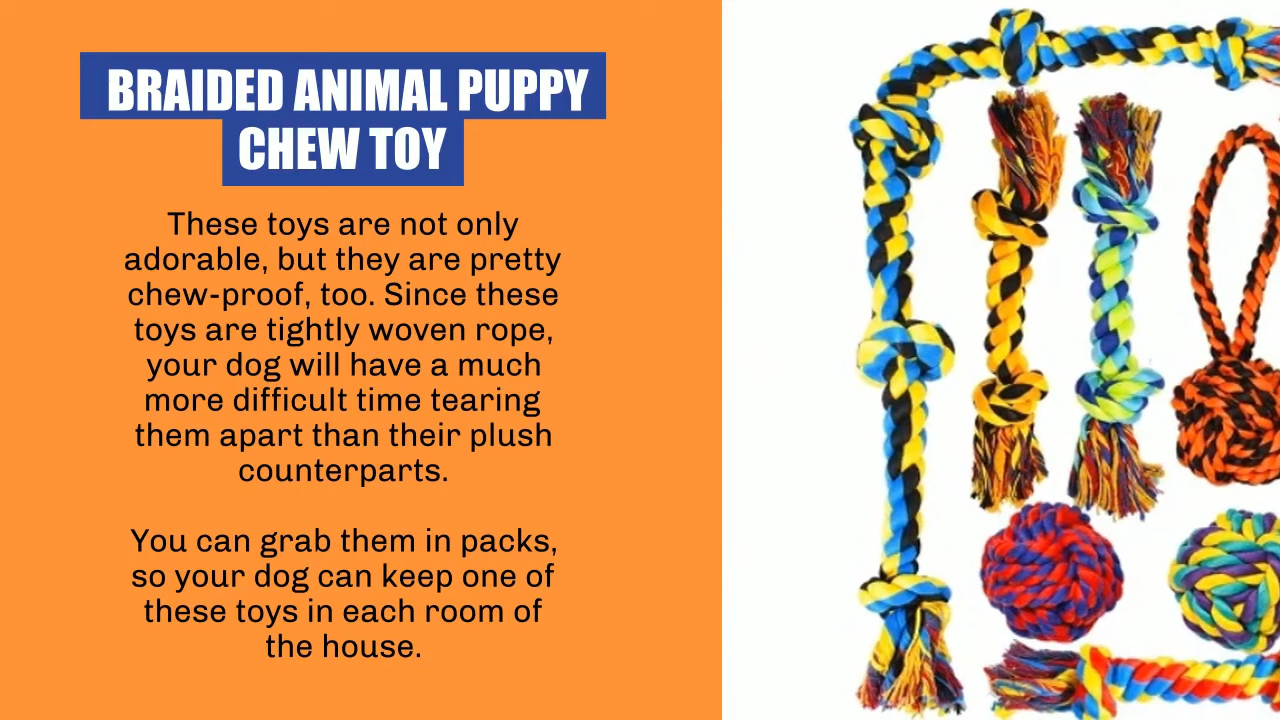 BRAIDED ANIMAL PUPPY
CHEW TOY
These toys are not only
adorable, but they are pretty
chew-proof, too. Since these
toys are tightly woven rope,
your dog will have a much
more difficult time tearing
them apart than their plush
counterparts.
You can grab them in packs,
so your dog can keep one of
these toys in each room of
the house.